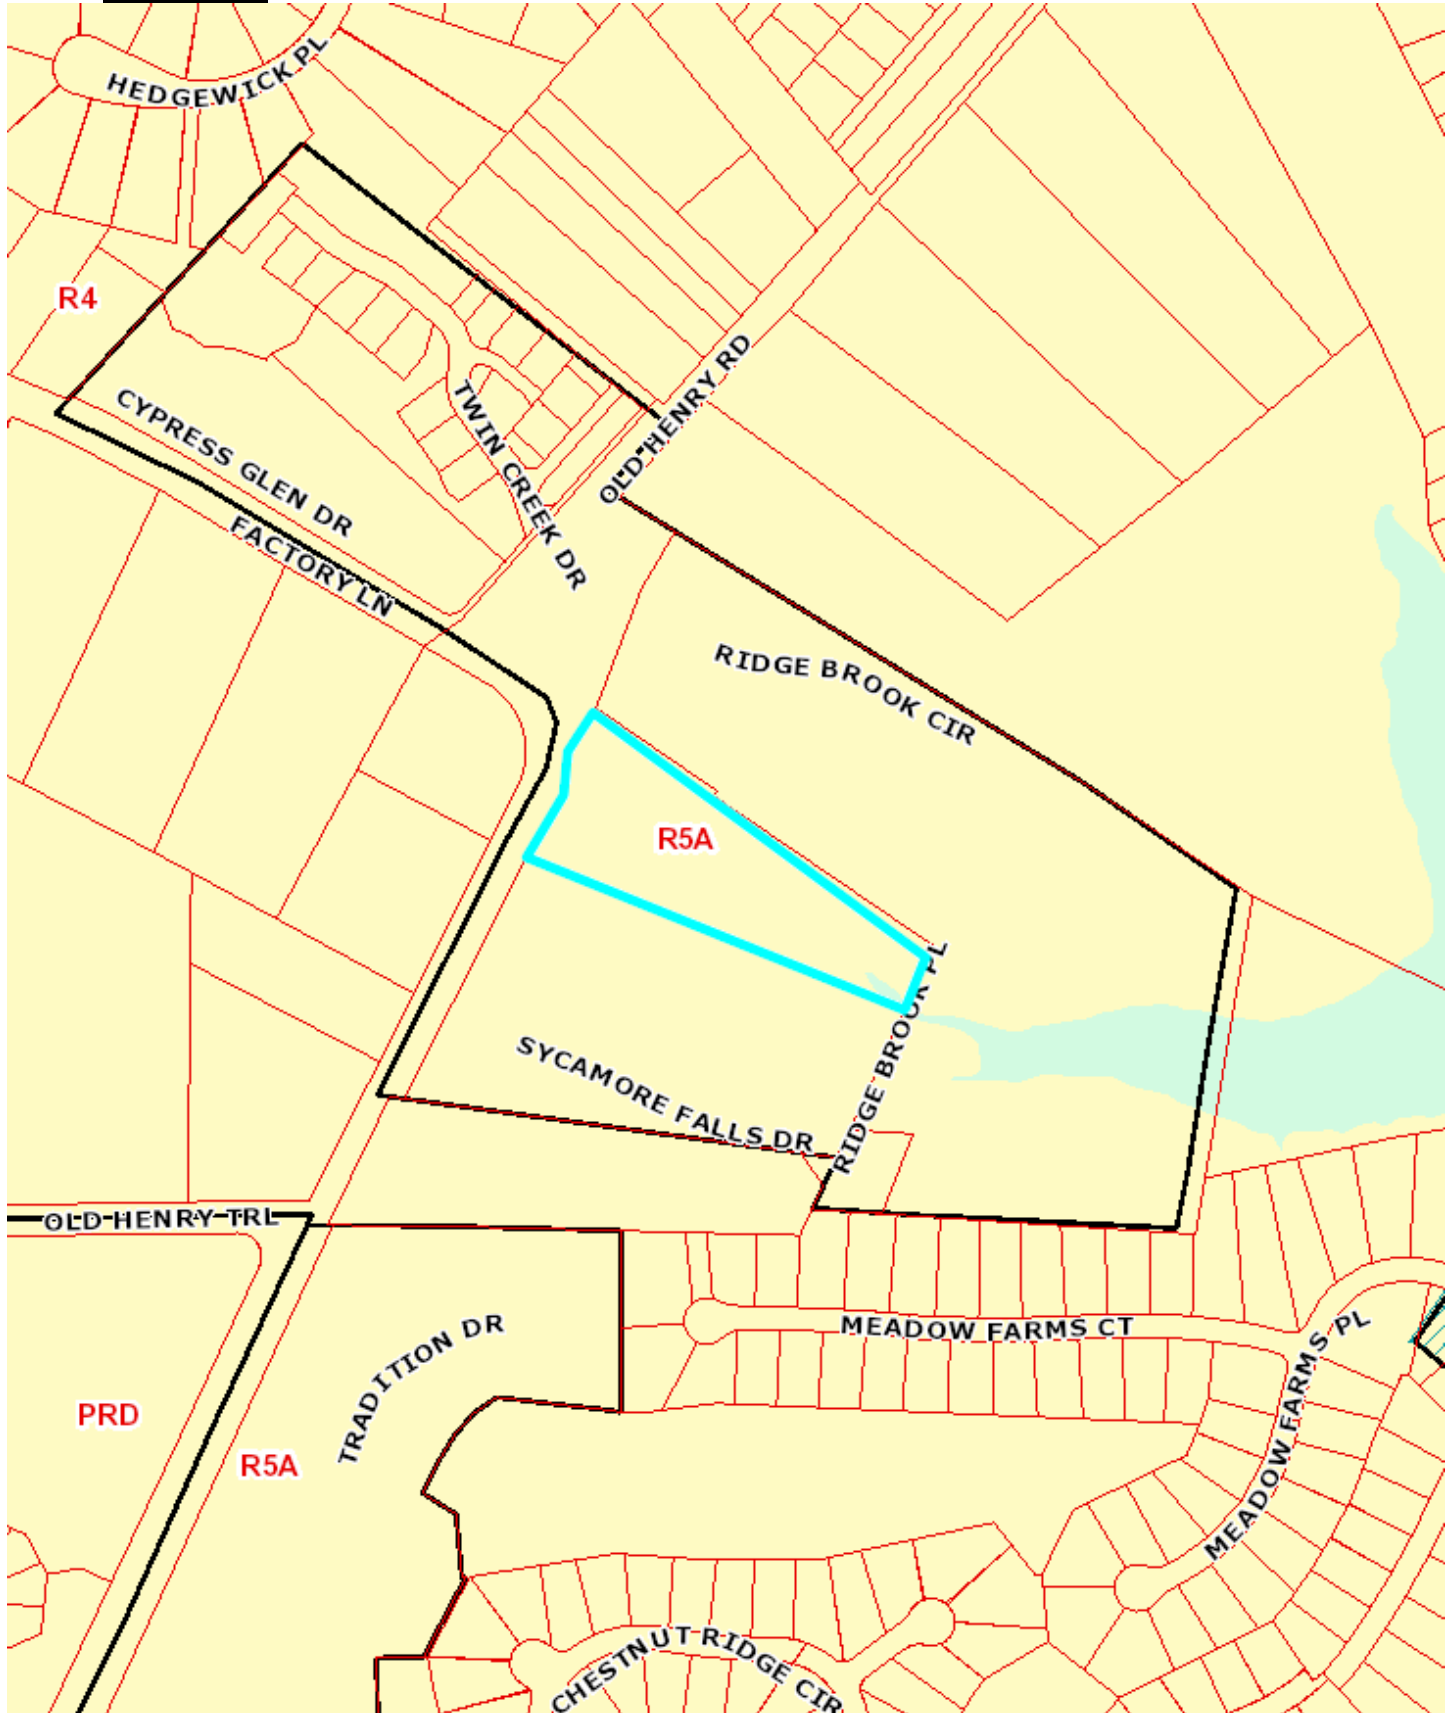 HEDGEWICK PL
R4
OLD HENRY RD
CYPRESS GLEN DR
TWIN CREEK DR
FACTORY LN
RIDGE BROOK CIR
R5A
RIDGE BROOK PL
SYCAMORE FALLS DR
OLD HENRY TRL
MEADOW FARMS CT
TRADITION DR
MEADOW FARMS PL
PRD
R5A
CHESTNUT RIDGE CIR